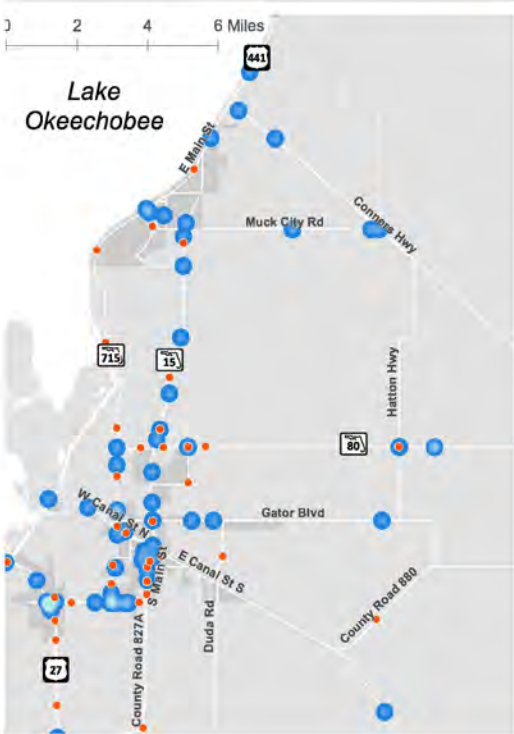 0 2 4 6 Miles
441
Lake
Okeechobee
E Main St
Conners Hwy
Muck City Rd
715
15
Hatton Hwy
80
W Canal St N
Gator Blvd
E Canal St S
S Main St
County Road 880
Duda Rd
County Road 827A
27